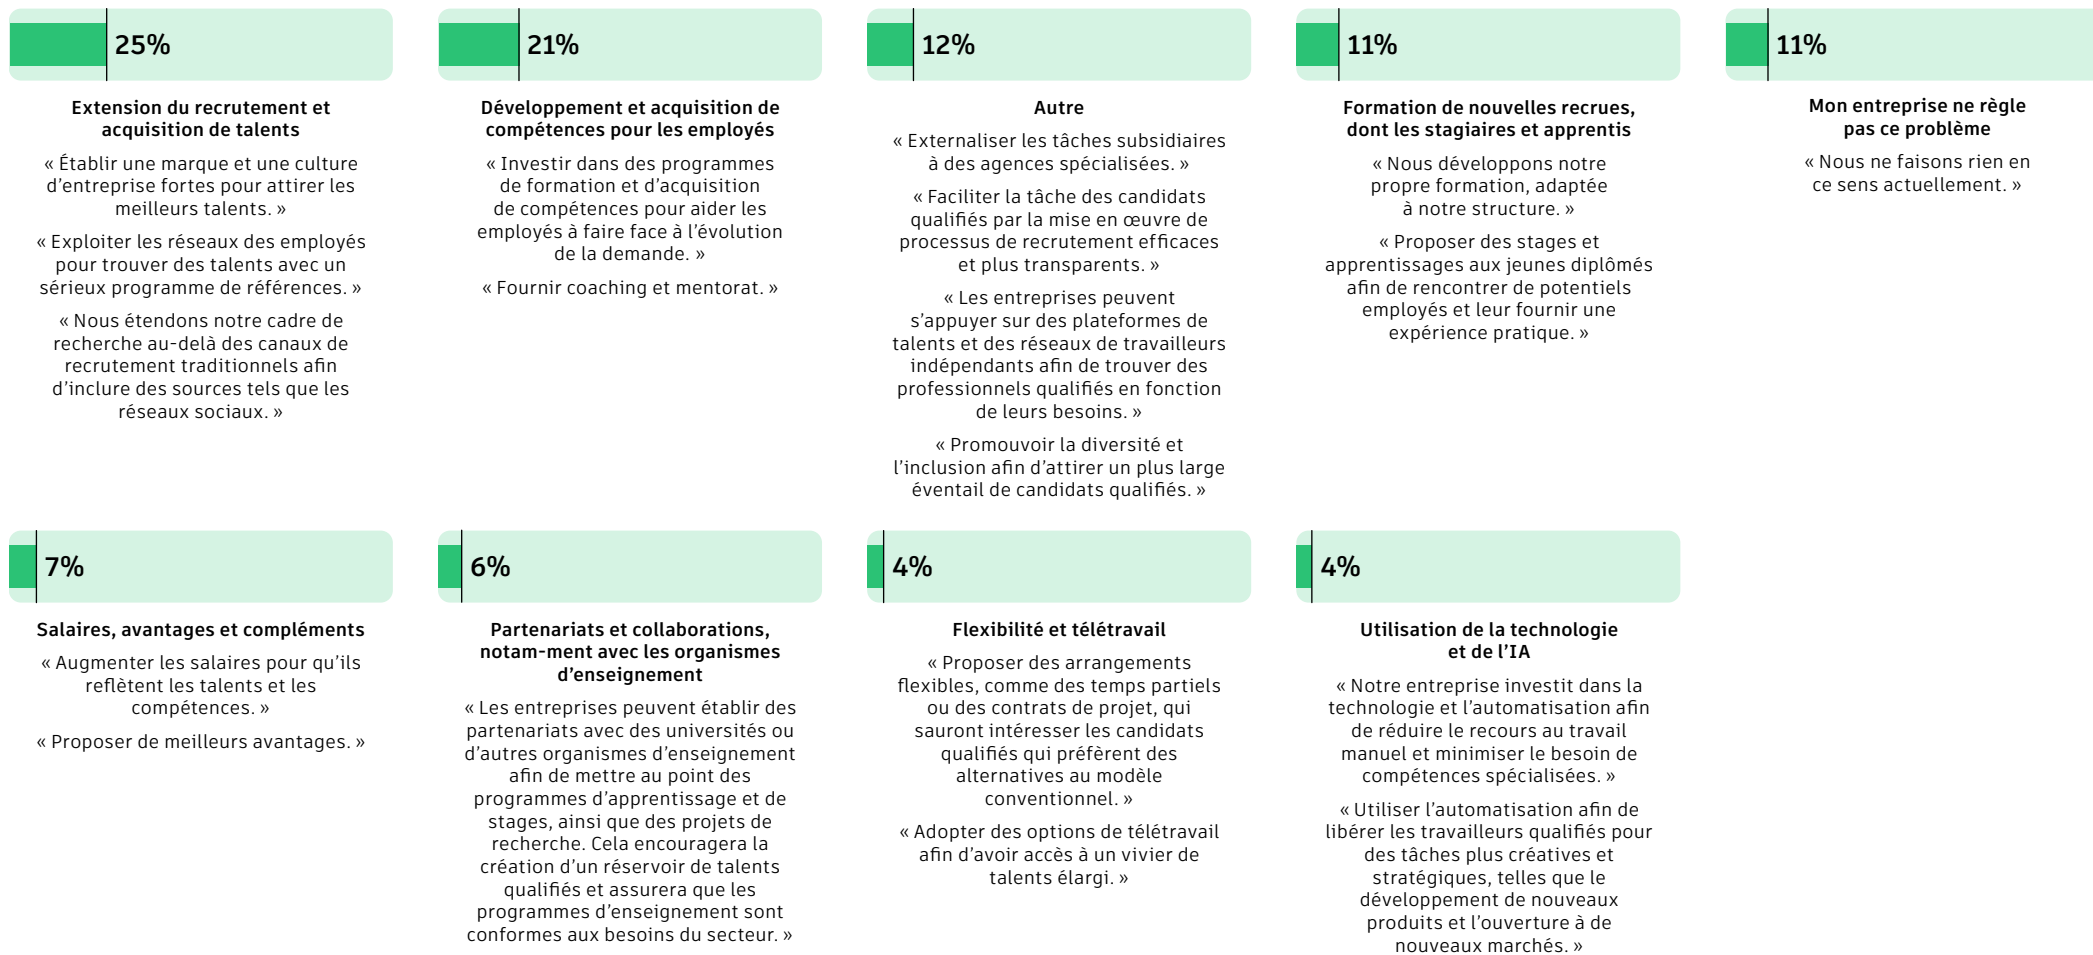 25%
Extension du recrutement et
acquisition de talents
« Établir une marque et une culture
d’entreprise fortes pour attirer les
meilleurs talents. »
« Exploiter les réseaux des employés
pour trouver des talents avec un
sérieux programme de références. »
« Nous étendons notre cadre de
recherche au-delà des canaux de
recrutement traditionnels afin
d’inclure des sources tels que les
réseaux sociaux. »
21%
Développement et acquisition de
compétences pour les employés
« Investir dans des programmes
de formation et d’acquisition
de compétences pour aider les
employés à faire face à l’évolution
de la demande. »
« Fournir coaching et mentorat. »
12%
Autre
« Externaliser les tâches subsidiaires
à des agences spécialisées. »
« Faciliter la tâche des candidats
qualifiés par la mise en œuvre de
processus de recrutement efficaces
et plus transparents. »
« Les entreprises peuvent
s’appuyer sur des plateformes de
talents et des réseaux de travailleurs
indépendants afin de trouver des
professionnels qualifiés en fonction
de leurs besoins. »
« Promouvoir la diversité et
l’inclusion afin d’attirer un plus large
éventail de candidats qualifiés. »
11%
Formation de nouvelles recrues,
dont les stagiaires et apprentis
« Nous développons notre
propre formation, adaptée
à notre structure. »
« Proposer des stages et
apprentissages aux jeunes diplômés
afin de rencontrer de potentiels
employés et leur fournir une
expérience pratique. »
11%
Mon entreprise ne règle
pas ce problème
« Nous ne faisons rien en
ce sens actuellement. »
7%
Salaires, avantages et compléments
« Augmenter les salaires pour qu’ils
reflètent les talents et les
compétences. »
« Proposer de meilleurs avantages. »
6%
Partenariats et collaborations,
notam-ment avec les organismes
d’enseignement
« Les entreprises peuvent établir des
partenariats avec des universités ou
d’autres organismes d’enseignement
afin de mettre au point des
programmes d’apprentissage et de
stages, ainsi que des projets de
recherche. Cela encouragera la
création d’un réservoir de talents
qualifiés et assurera que les
programmes d’enseignement sont
conformes aux besoins du secteur. »
4%
Flexibilité et télétravail
« Proposer des arrangements
flexibles, comme des temps partiels
ou des contrats de projet, qui
sauront intéresser les candidats
qualifiés qui préfèrent des
alternatives au modèle
conventionnel. »
« Adopter des options de télétravail
afin d’avoir accès à un vivier de
talents élargi. »
4%
Utilisation de la technologie
et de l’IA
« Notre entreprise investit dans la
technologie et l’automatisation afin
de réduire le recours au travail
manuel et minimiser le besoin de
compétences spécialisées. »
« Utiliser l’automatisation afin de
libérer les travailleurs qualifiés pour
des tâches plus créatives et
stratégiques, telles que le
développement de nouveaux
produits et l’ouverture à de
nouveaux marchés. »